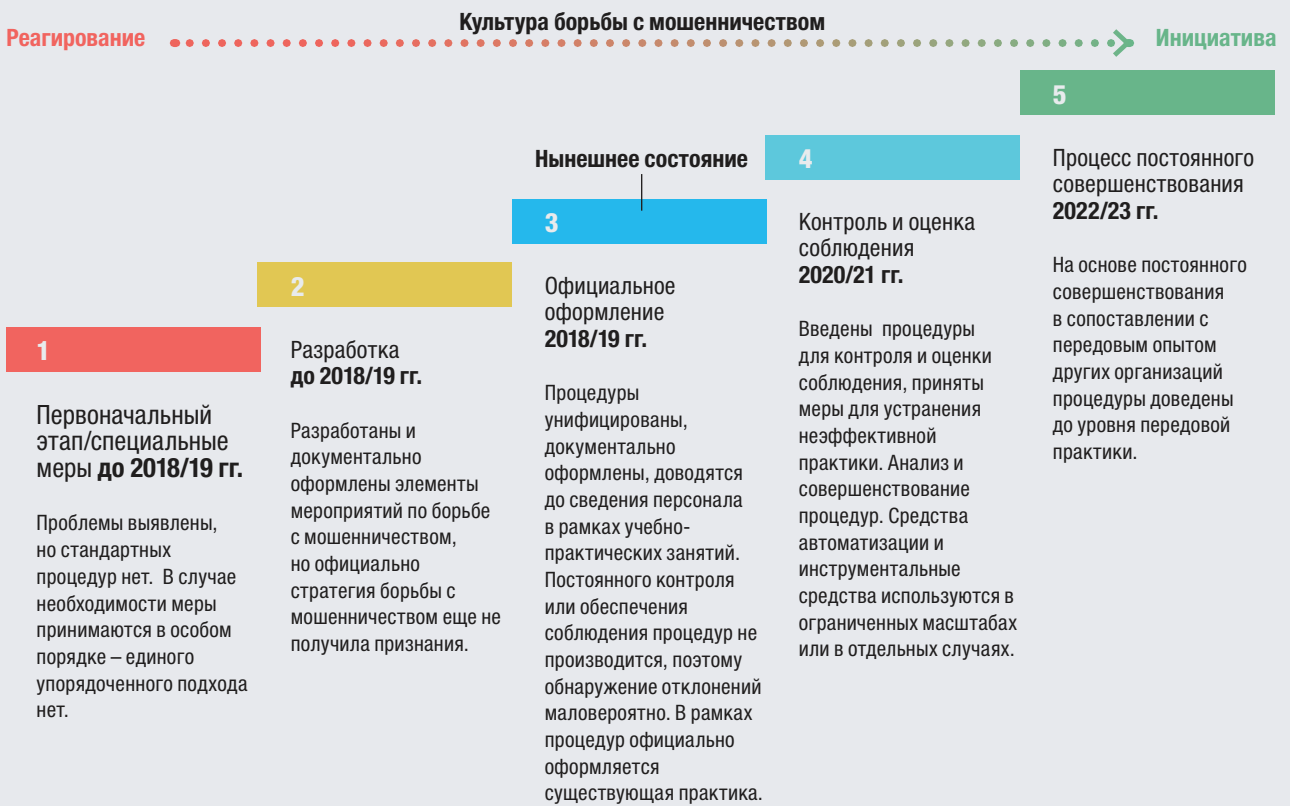 Культура борьбы с мошенничеством
Реагирование
Инициатива
1
Первоначальный
этап/специальные
меры до 2018/19 гг.
Проблемы выявлены,
но стандартных
процедур нет. В случае
необходимости меры
принимаются в особом
порядке – единого
упорядоченного подхода
нет.
2
Разработка
до 2018/19 гг.
Разработаны и
документально
оформлены элементы
мероприятий по борьбе
с мошенничеством,
но официально
стратегия борьбы с
мошенничеством еще не
получила признания.
Нынешнее состояние
3
Официальное
оформление
2018/19 гг.
Процедуры
унифицированы,
документально
оформлены, доводятся
до сведения персонала
в рамках учебно-
практических занятий.
Постоянного контроля
или обеспечения
соблюдения процедур не
производится, поэтому
обнаружение отклонений
маловероятно. В рамках
процедур официально
оформляется
существующая практика.
4
Контроль и оценка
соблюдения
2020/21 гг.
Введены процедуры
для контроля и оценки
соблюдения, приняты
меры для устранения
неэффективной
практики. Анализ и
совершенствование
процедур. Средства
автоматизации и
инструментальные
средства используются в
ограниченных масштабах
или в отдельных случаях.
5
Процесс постоянного
совершенствования
2022/23 гг.
На основе постоянного
совершенствования
в сопоставлении с
передовым опытом
других организаций
процедуры доведены
до уровня передовой
практики.